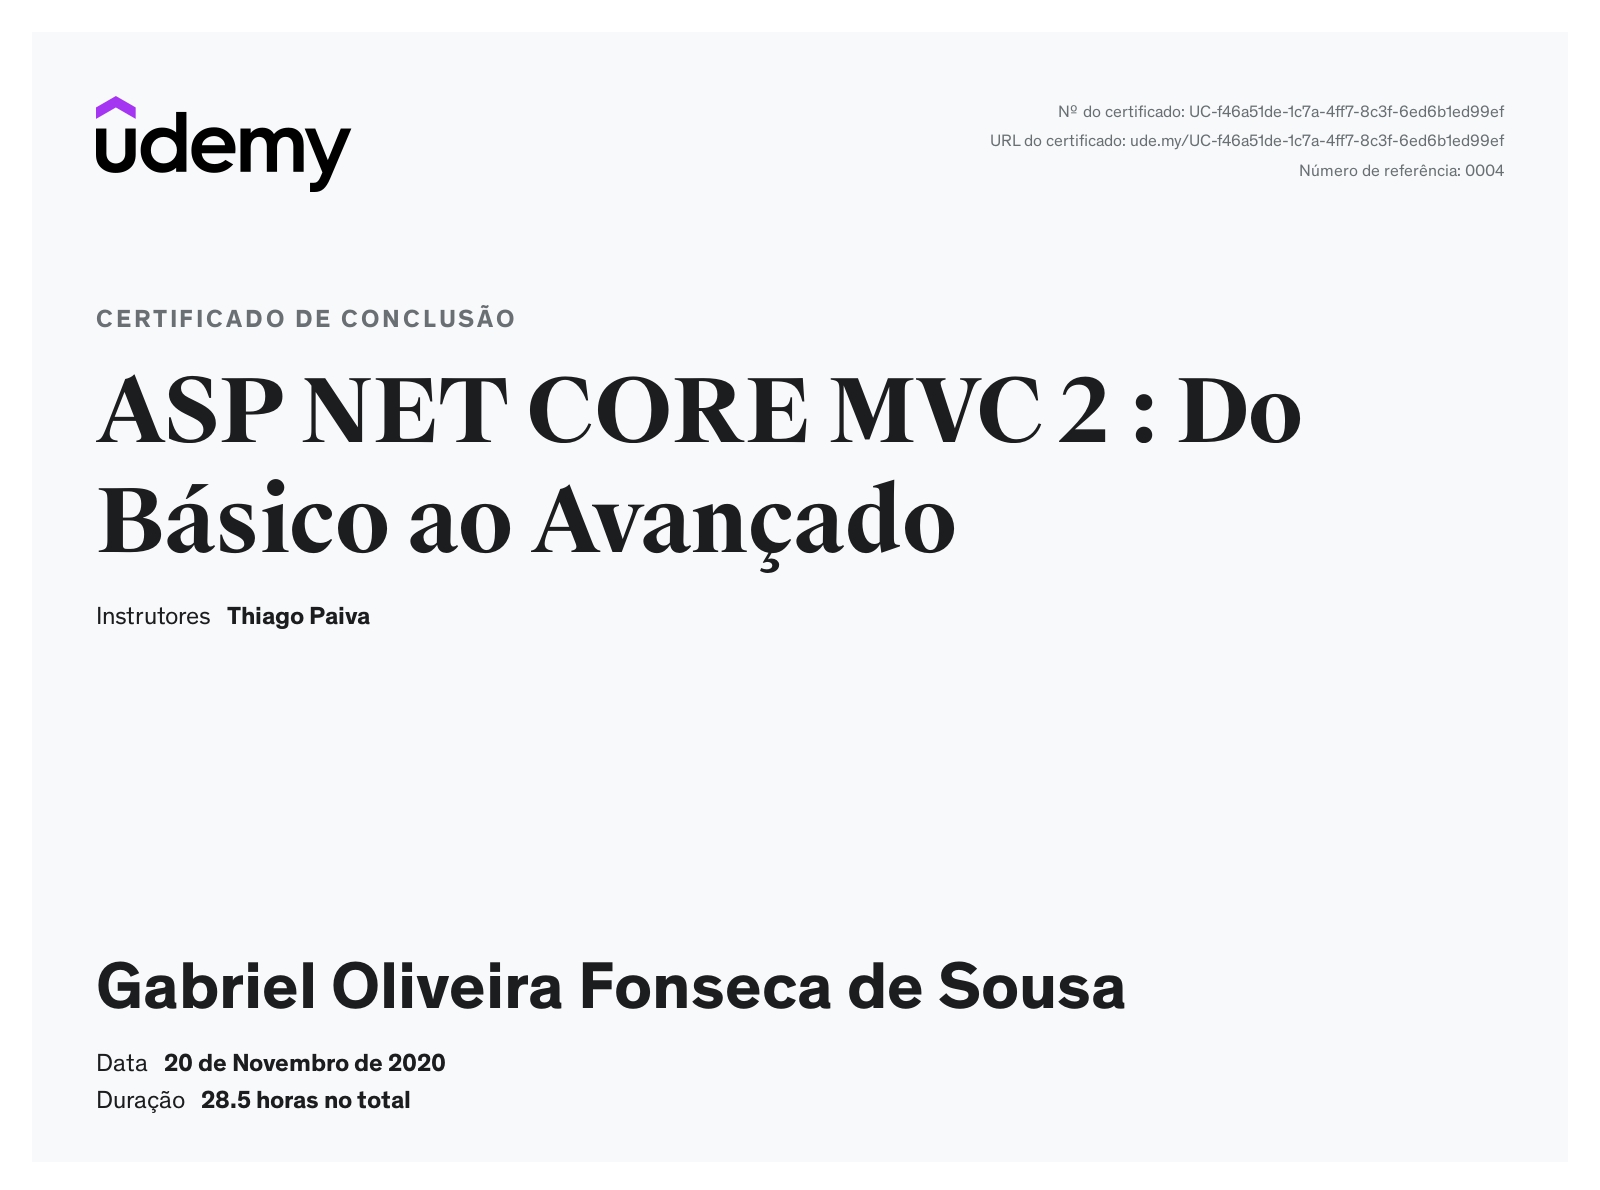 udemy
Nº do certificado: UC-f46a51de-1c7a-4ff7-8c3f-6ed6b1ed99ef
URL do certificado: ude.my/UC-f46a51de-1c7a-4ff7-8c3f-6ed6b1ed99ef
Número de referência: 0004
CERTIFICADO DE CONCLUSÃO
ASP NET CORE MVC 2 : Do
Básico ao Avançado
Instrutores Thiago Paiva
Gabriel Oliveira Fonseca de Sousa
Data 20 de Novembro de 2020
Duração 28.5 horas no total